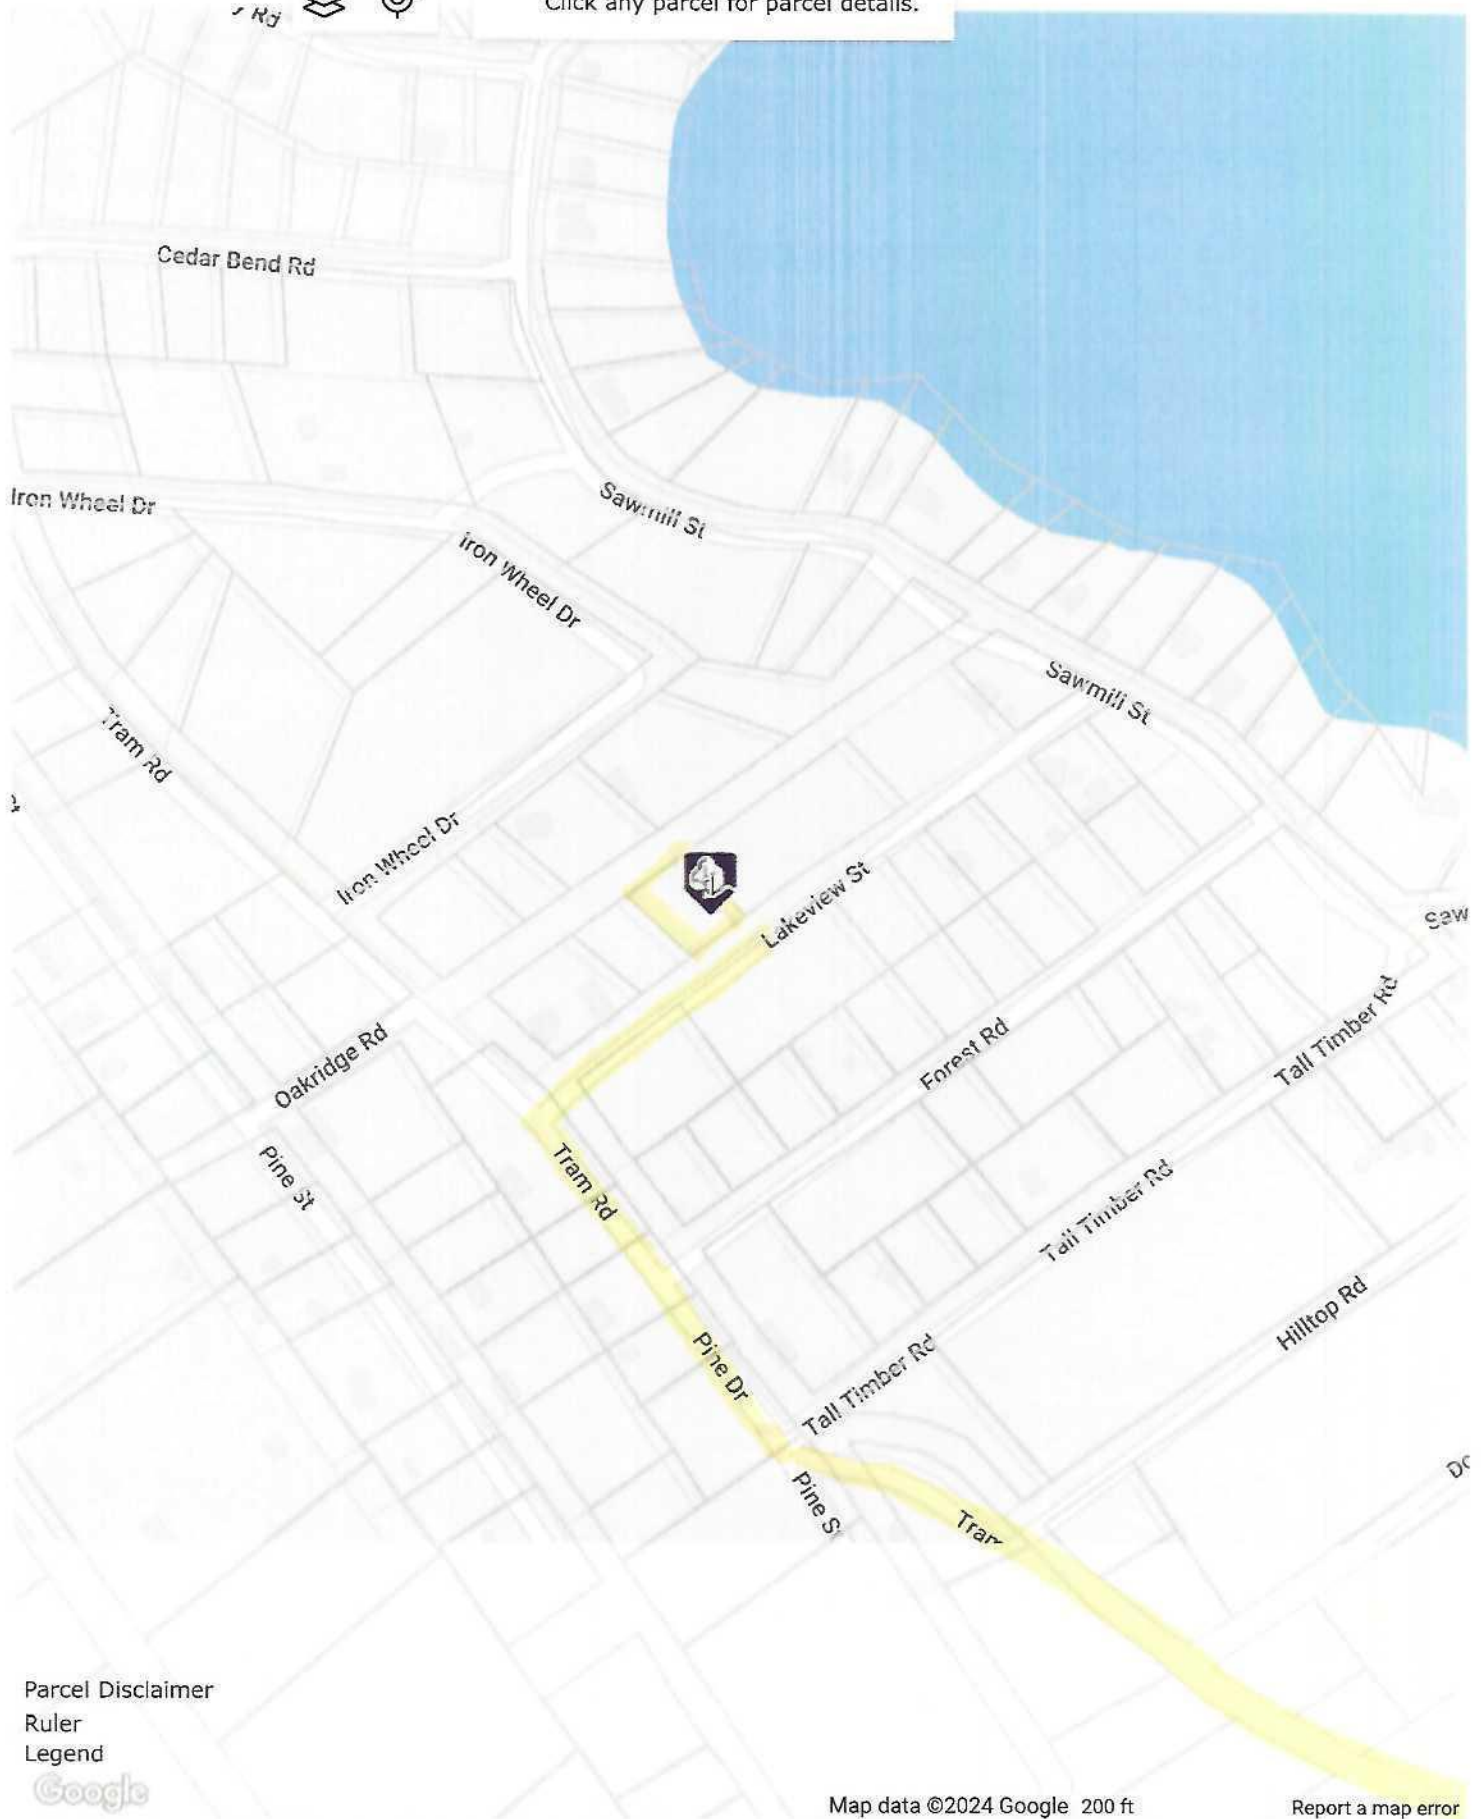 Rd
Click any parcel for parcel details.
Cedar Bend Rd
Iron Wheel Dr
Sawmill St
Iron Wheel Dr
Sawmill St
Tram Rd
Iron Wheel Dr
Lakeview St
Saw
Oakridge Rd
Forest Rd
Tall Timber Rd
Pine St
Tram Rd
Tall Timber Rd
Hilltop Rd
Pine Dr
Tall Timber Rd
Pine St
Tram
Parcel Disclaimer
Ruler
Legend
Google
Map data ©2024 Google 200 ft
Report a map error